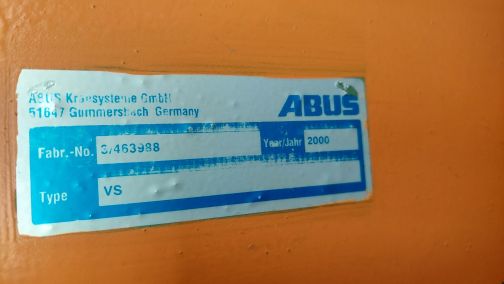 ABUS Kransysteme GmbH
ABUS
51647 Gummersbach Germany
Fabr.-No. 3/463988
Year/Jahr 2000
Type VS